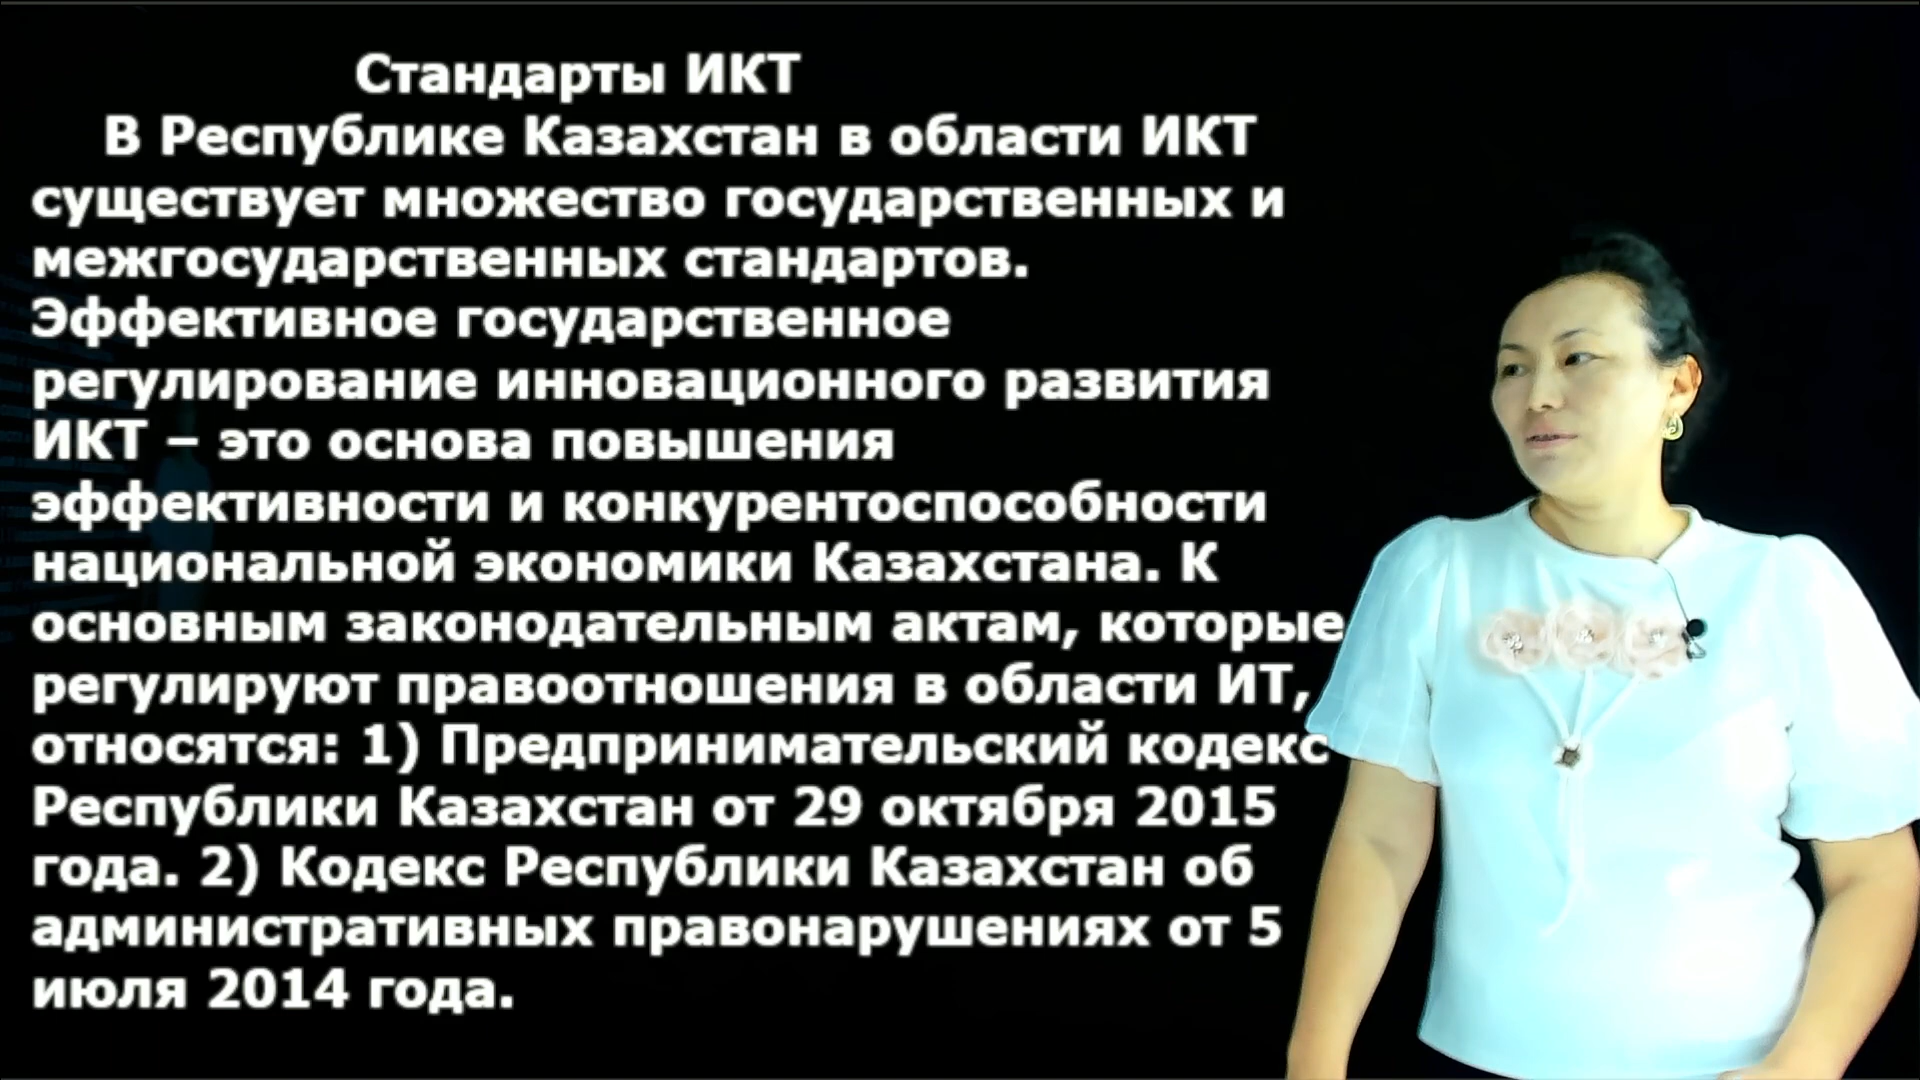 Стандарты ИКТ
В Республике Казахстан в области ИКТ
существует множество государственных и
межгосударственных стандартов.
Эффективное государственное
регулирование инновационного развития
ИКТ – это основа повышения
эффективности и конкурентоспособности
национальной экономики Казахстана. К
основным законодательным актам, которые
регулируют правоотношения в области ИТ,
относятся: 1) Предпринимательский кодекс
Республики Казахстан от 29 октября 2015
года. 2) Кодекс Республики Казахстан об
административных правонарушениях от 5
июля 2014 года.